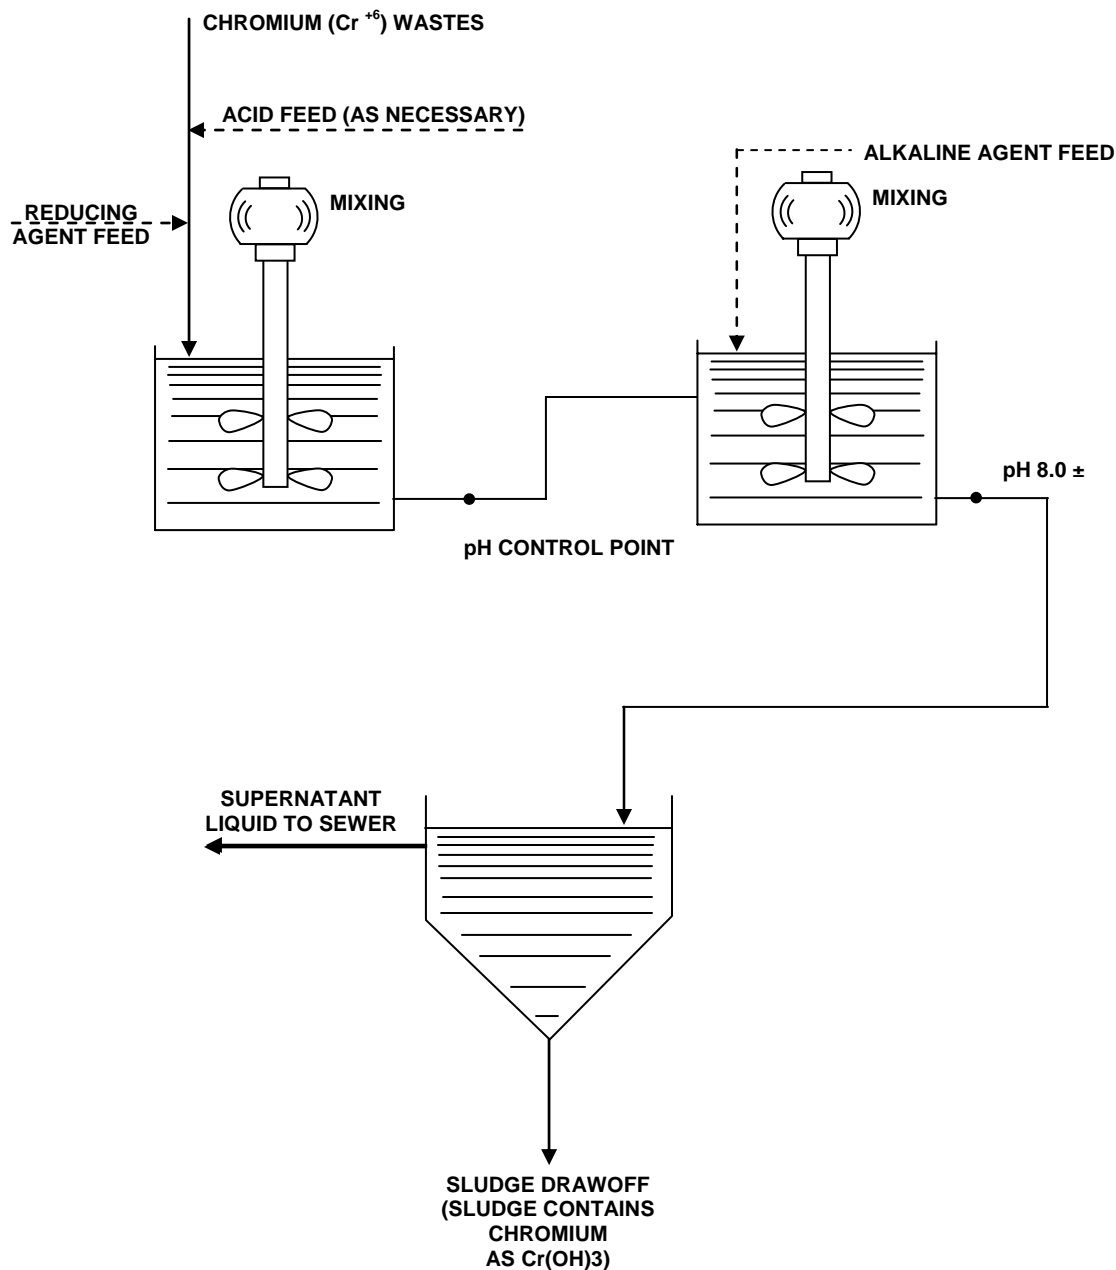 CHROMIUM (Cr +6) WASTES
ACID FEED (AS NECESSARY)
ALKALINE AGENT FEED
MIXING
MIXING
REDUCING
AGENT FEED
pH 8.0 ±
pH CONTROL POINT
SUPERNATANT
LIQUID TO SEWER
SLUDGE DRAWOFF
(SLUDGE CONTAINS
CHROMIUM
AS Cr(OH)3)